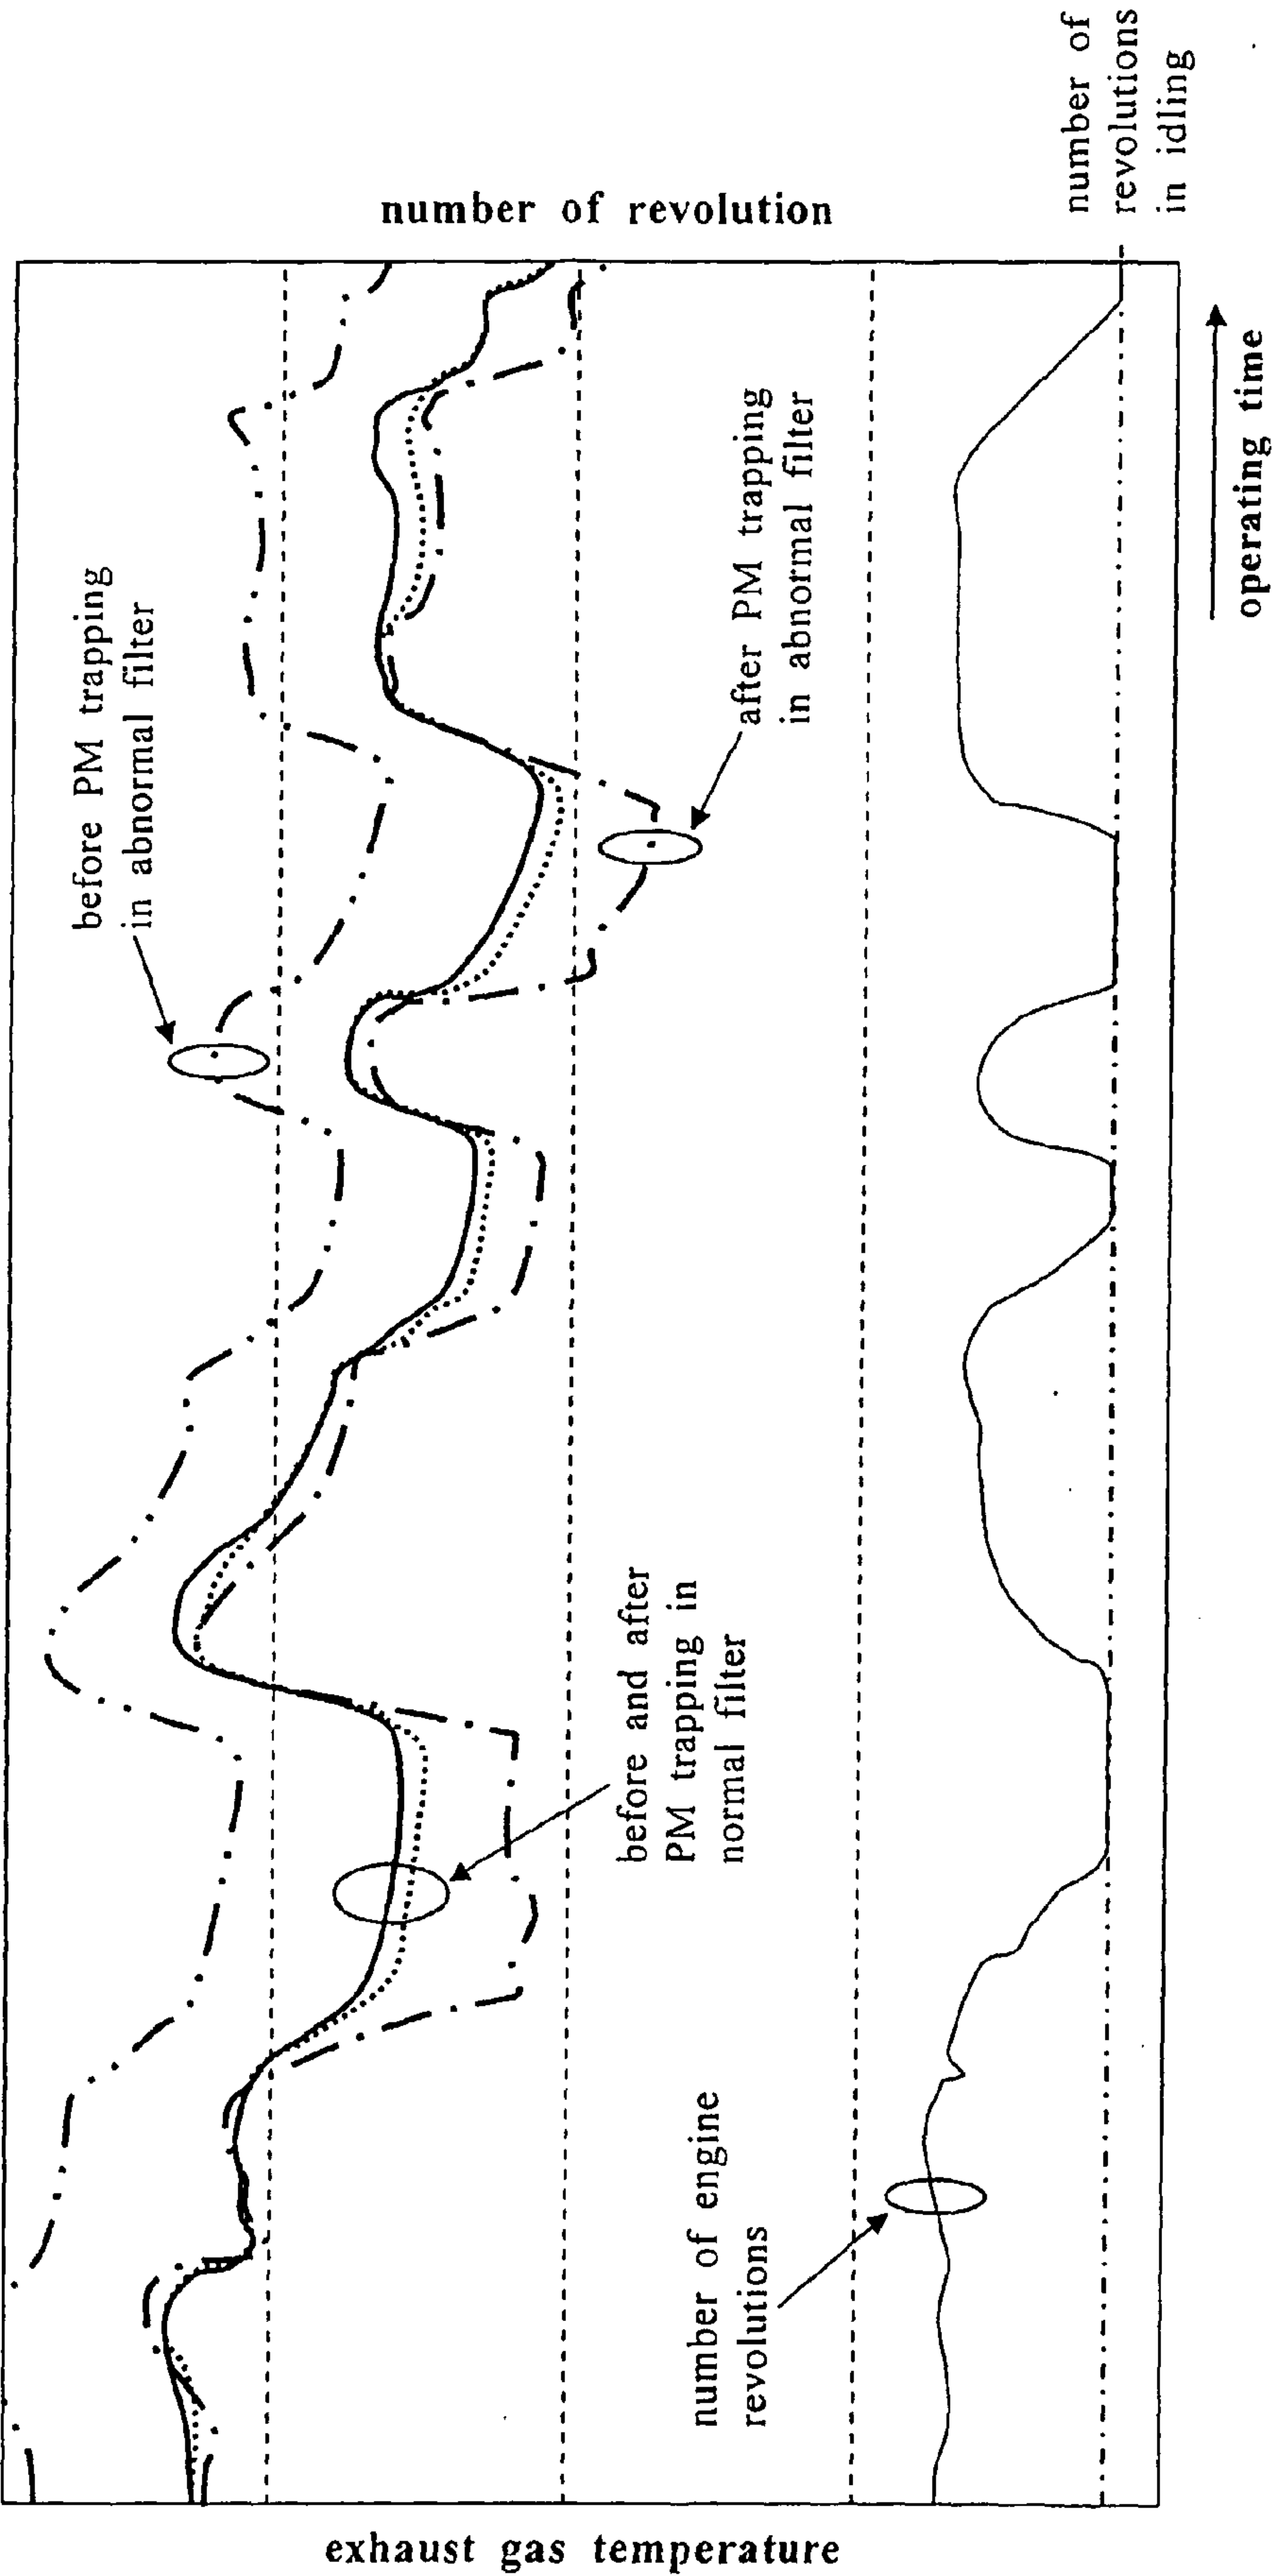 exhaust gas temperature
number of revolution
before PM trapping
in abnormal filter
after PM trapping
in abnormal filter
before and after
PM trapping in
normal filter
number of engine
revolutions
number of
revolutions
in idling
operating time